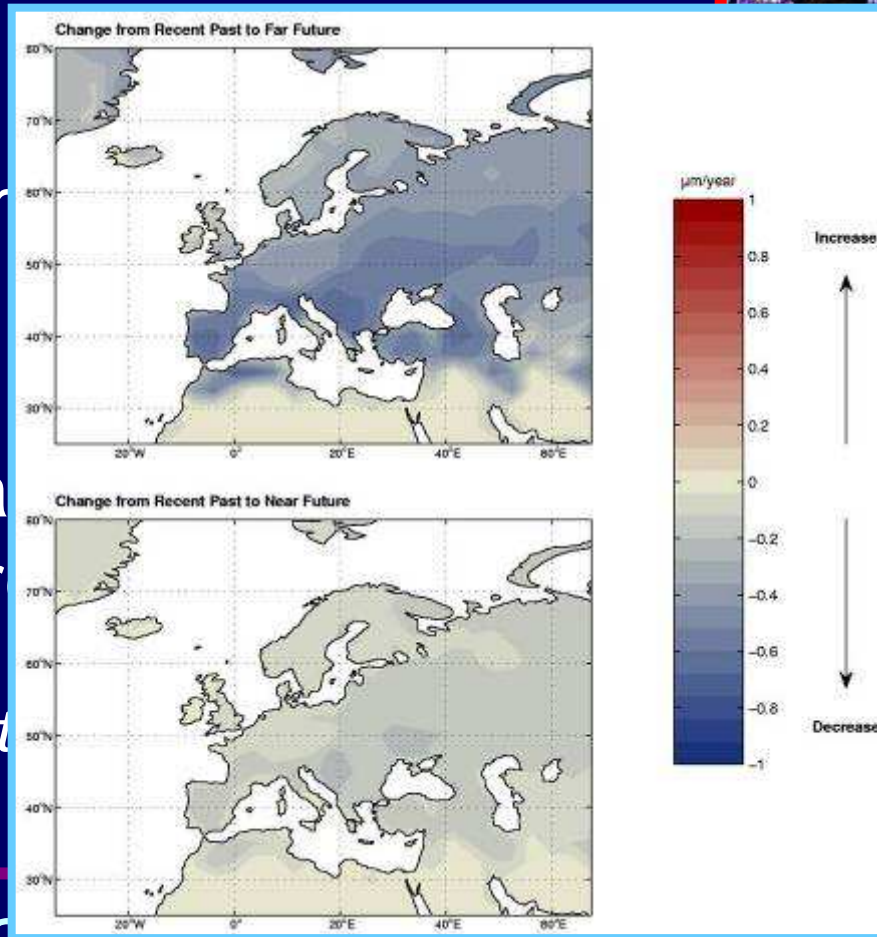 Change from Recent Past to Far Future
80°N
70°N
60°N
50°N
40°N
30°N
20°W 0° 20°E 40°E 60°E
Change from Recent Past to Near Future
80°N
70°N
60°N
50°N
40°N
30°N
20°W 0° 20°E 40°E 60°E
µm/year
1
0.8
0.6
0.4
0.2
0
−0.2
−0.4
−0.6
−0.8
−1
Increase
Decrease